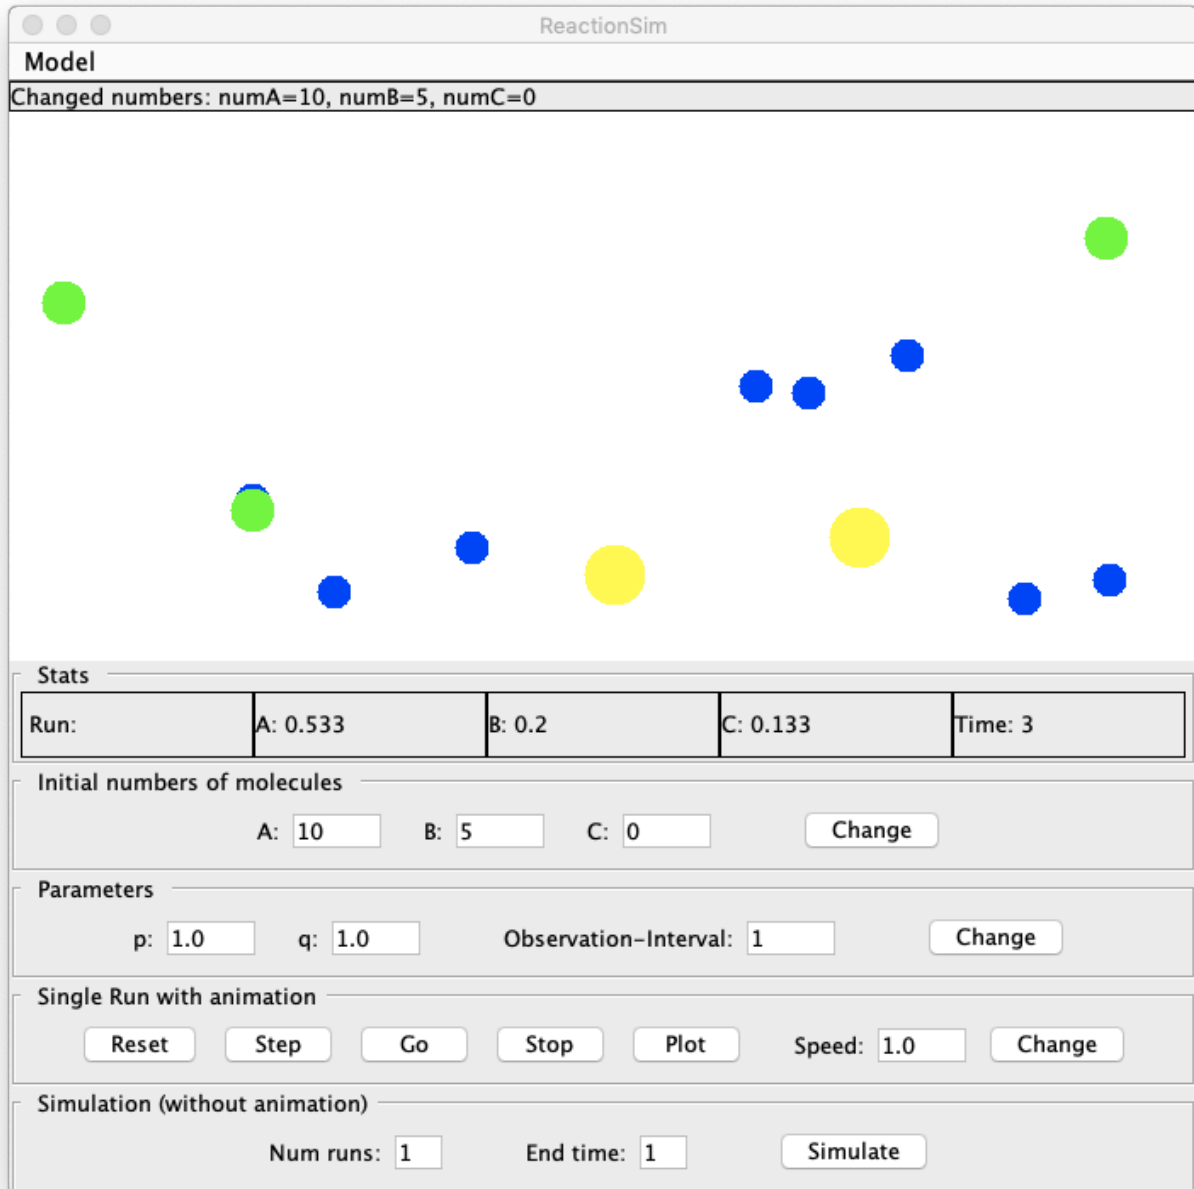 ReactionSim
Model
Changed numbers: numA=10, numB=5, numC=0
Stats
Run: A: 0.533 B: 0.2 C: 0.133 Time: 3
Initial numbers of molecules
A: 10 B: 5 C: 0 Change
Parameters
p: 1.0 q: 1.0 Observation-Interval: 1 Change
Single Run with animation
Reset Step Go Stop Plot Speed: 1.0 Change
Simulation (without animation)
Num runs: 1 End time: 1 Simulate